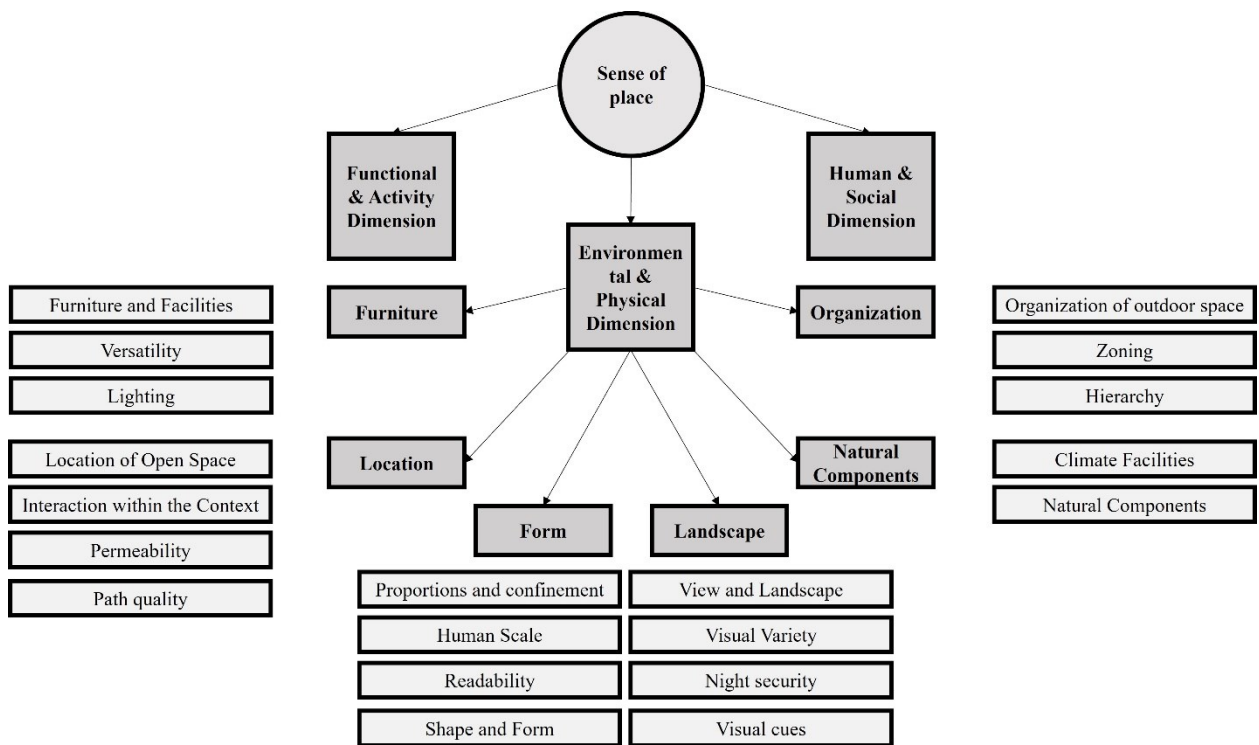 Sense of
place
Functional
& Activity
Dimension
Human &
Social
Dimension
Environmen
tal &
Physical
Dimension
Furniture
Organization
Location
Natural
Components
Form
Landscape
Furniture and Facilities
Versatility
Lighting
Location of Open Space
Interaction within the Context
Permeability
Path quality
Proportions and confinement
Human Scale
Readability
Shape and Form
View and Landscape
Visual Variety
Night security
Visual cues
Organization of outdoor space
Zoning
Hierarchy
Climate Facilities
Natural Components